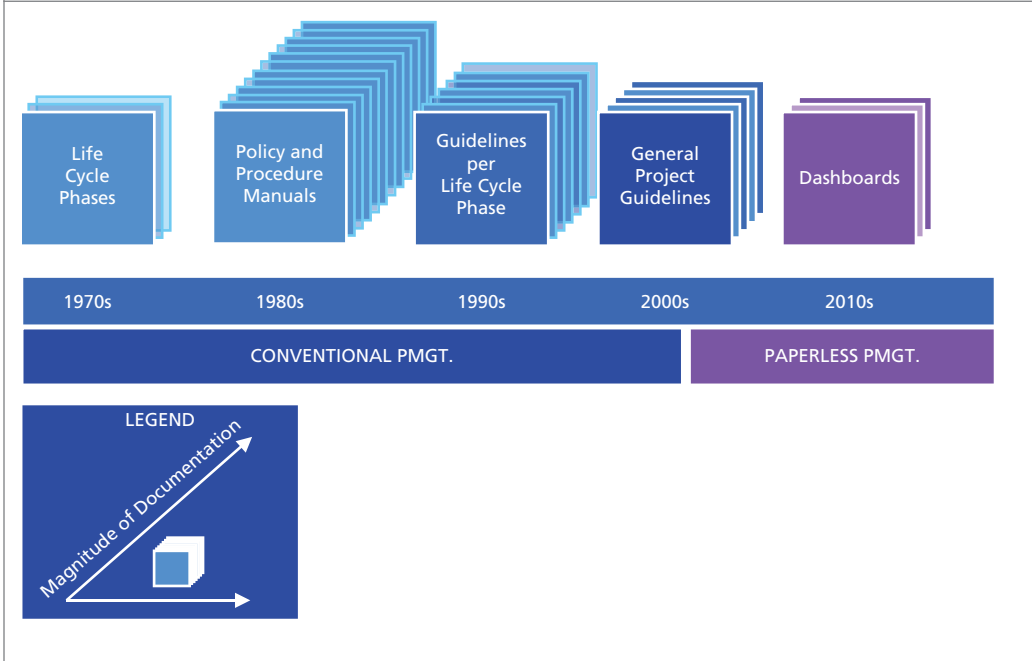 Life
Cycle
Phases
Policy and
Procedure
Manuals
Guidelines
per
Life Cycle
Phase
General
Project
Guidelines
Dashboards
1970s
1980s
1990s
2000s
2010s
CONVENTIONAL PMGT.
PAPERLESS PMGT.
LEGEND
Magnitude of Documentation